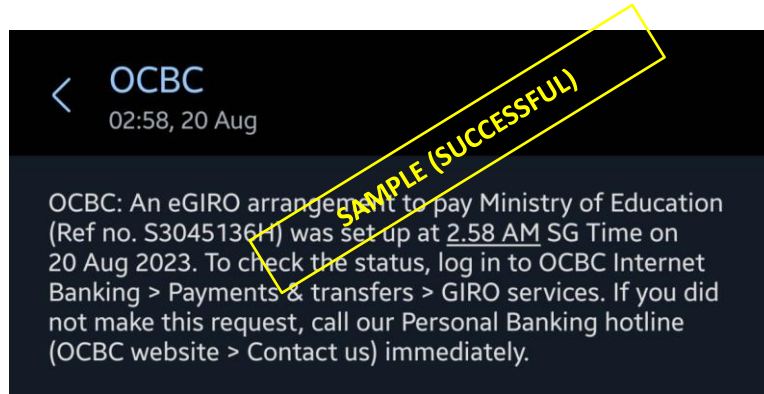 OCBC
02:58, 20 Aug
SAMPLE (SUCCESSFUL)
OCBC: An eGIRO arrangement to pay Ministry of Education
(Ref no. S3045136H) was set up at 2.58 AM SG Time on
20 Aug 2023. To check the status, log in to OCBC Internet
Banking > Payments & transfers > GIRO services. If you did
not make this request, call our Personal Banking hotline
(OCBC website > Contact us) immediately.